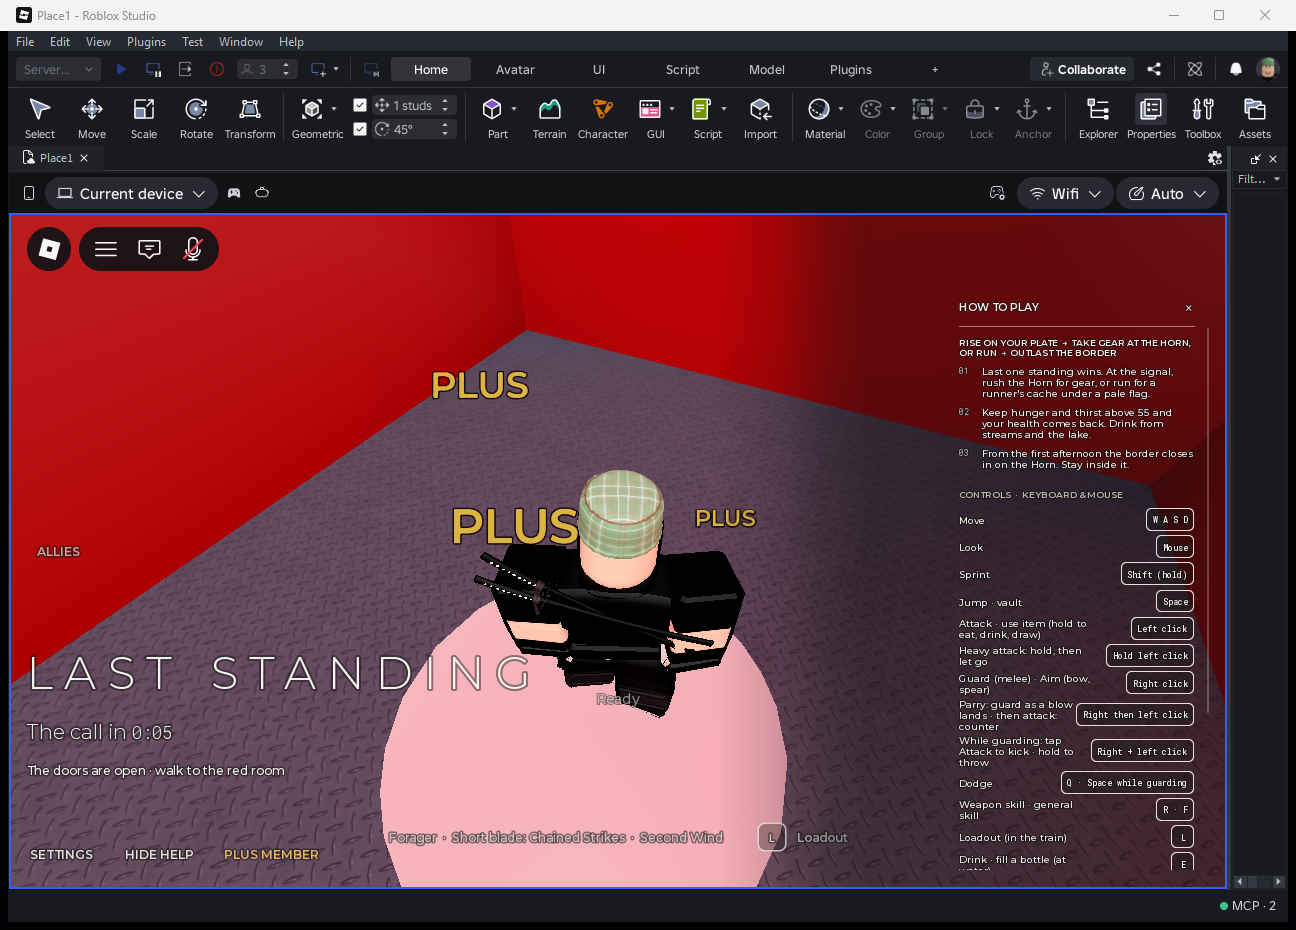 Place1 - Roblox Studio
File Edit View Plugins Test Window Help
Server... 3 Home Avatar UI Script Model Plugins + Collaborate
1 studs
45°
Select Move Scale Rotate Transform Geometric Part Terrain Character GUI Script Import Material Color Group Lock Anchor Explorer Properties Toolbox Assets
Place1
Filt...
Current device Wifi Auto
HOW TO PLAY ×
RISE ON YOUR PLATE → TAKE GEAR AT THE HORN,
OR RUN → OUTLAST THE BORDER
01 Last one standing wins. At the signal,
rush the Horn for gear, or run for a
runner's cache under a pale flag.
02 Keep hunger and thirst above 55 and
your health comes back. Drink from
streams and the lake.
03 From the first afternoon the border closes
in on the Horn. Stay inside it.
CONTROLS · KEYBOARD & MOUSE
Move W A S D
Look Mouse
Sprint Shift (hold)
Jump · vault Space
Attack · use item (hold to
eat, drink, draw) Left click
Heavy attack: hold, then
let go Hold left click
Guard (melee) · Aim (bow,
spear) Right click
Parry: guard as a blow
lands · then attack:
counter Right then left click
While guarding: tap
Attack to kick · hold to
throw Right + left click
Dodge Q · Space while guarding
Weapon skill · general
skill R · F
Loadout (in the train) L
Drink · fill a bottle (at
water) E
PLUS
PLUS
PLUS
ALLIES
LAST STANDING
Ready
The call in 0:05
The doors are open · walk to the red room
Forager · Short blade: Chained Strikes · Second Wind L Loadout
SETTINGS HIDE HELP PLUS MEMBER
MCP · 2